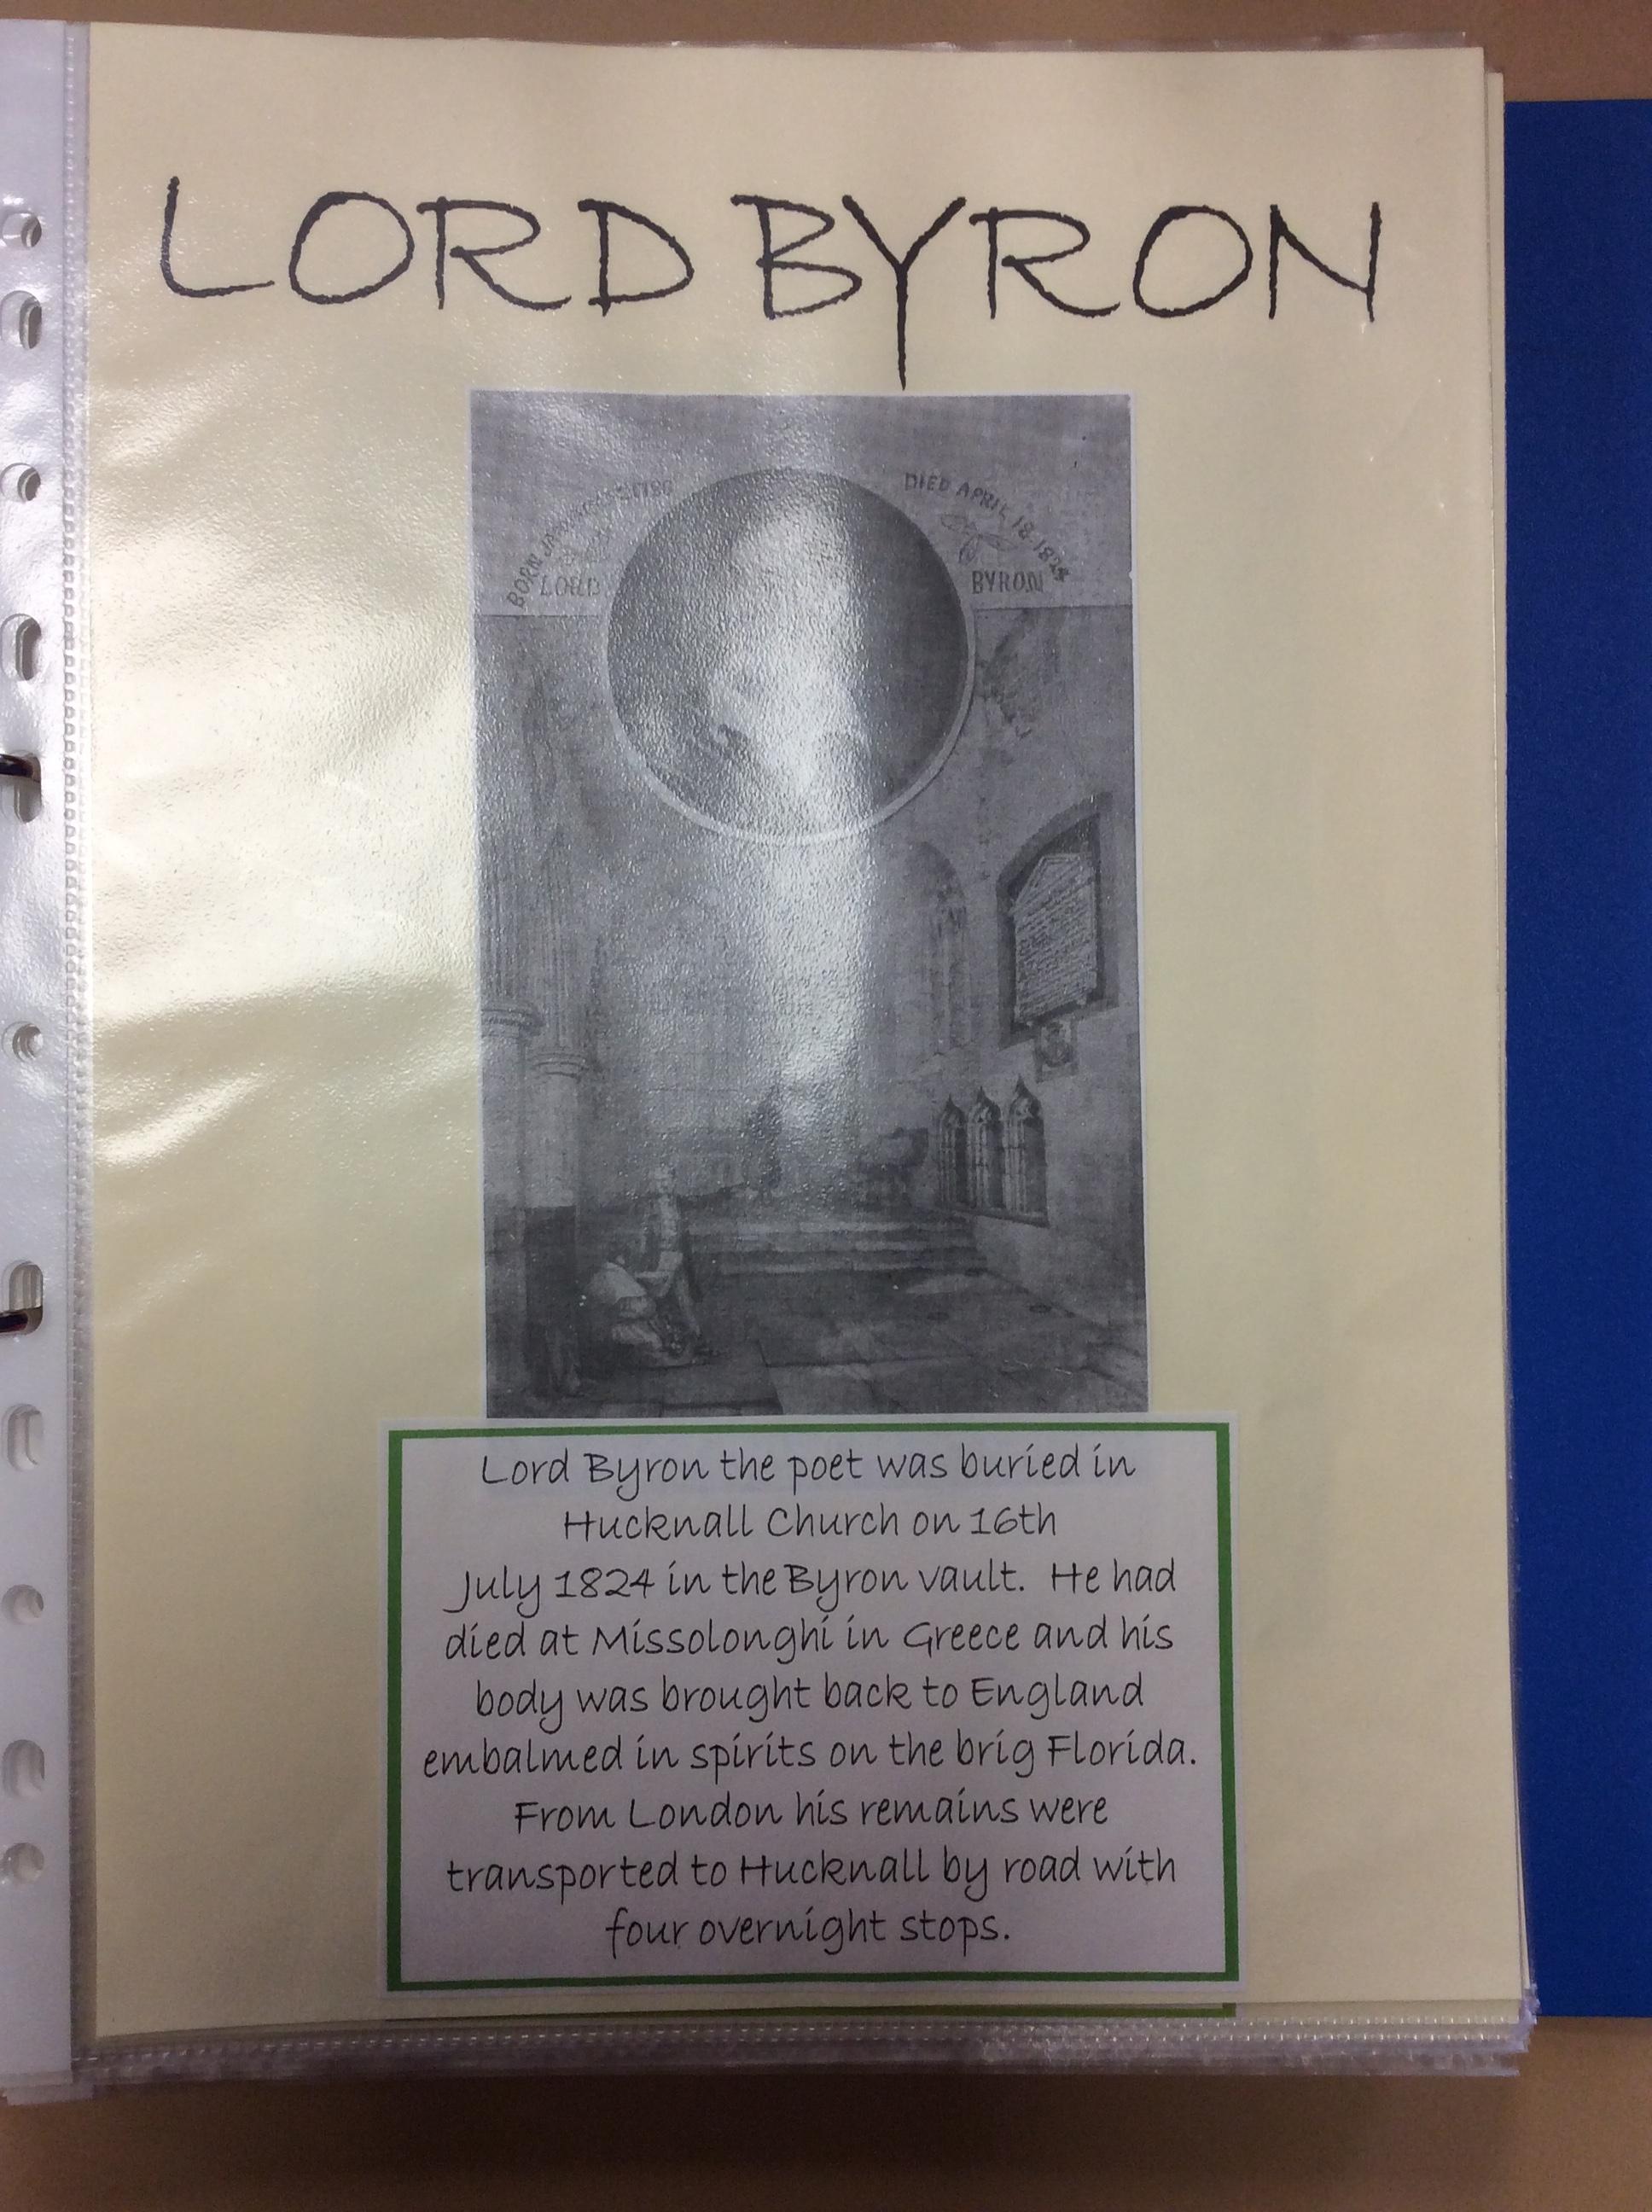 LORD BYRON
BORN
DIED APRIL 18·1824
LORD
BYRON
Lord Byron the poet was buried in
Hucknall Church on 16th
July 1824 in the Byron vault. He had
died at Missolonghi in Greece and his
body was brought back to England
embalmed in spirits on the brig Florida.
From London his remains were
transported to Hucknall by road with
four overnight stops.